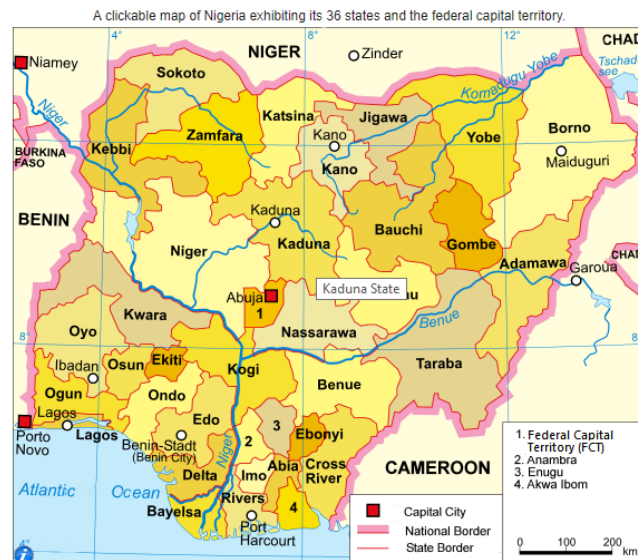 A clickable map of Nigeria exhibiting its 36 states and the federal capital territory.
4°
8°
12°
CHAD
Niamey
NIGER
Zinder
Tschad-
see
Sokoto
Komadugu Yobe
Niger
Katsina
Jigawa
Zamfara
Kano
Yobe
Borno
Kebbi
Kano
Maiduguri
BURKINA
FASO
BENIN
Kaduna
Bauchi
Gombe
Niger
Kaduna
Adamawa
CHA
Garoua
Abuja
1
Kaduna State
au
Kwara
Nassarawa
Benue
Oyo
Taraba
8°
Ibadan
Osun
Ekiti
Kogi
Benue
Ogun
Ondo
Lagos
Edo
3
Ebonyi
Porto
Novo
Lagos
Benin-Stadt
(Benin City)
Niger
2
Abia
Cross
River
CAMEROON
Delta
Imo
Atlantic Ocean
Rivers
4
Bayelsa
Port
Harcourt
4°
1. Federal Capital
Territory (FCT)
2. Anambra
3. Enugu
4. Akwa Ibom
Capital City
National Border
State Border
0 100 200 km